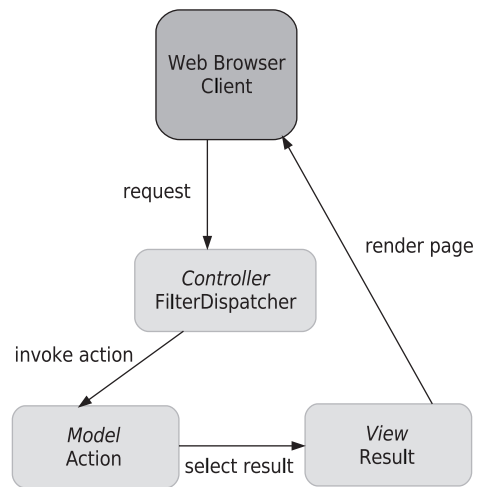 Web Browser
Client
request
render page
Controller
FilterDispatcher
invoke action
Model
Action
select result
View
Result